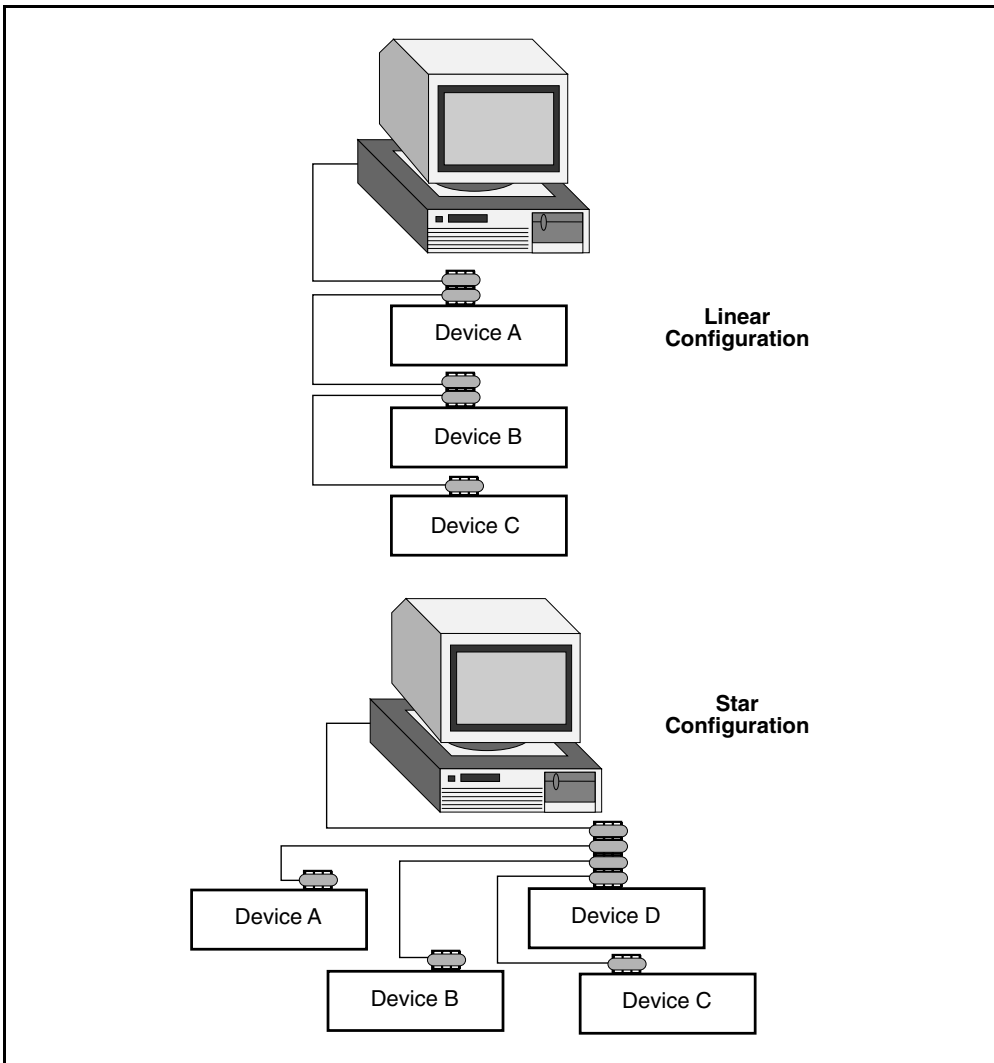 Device A
Linear
Configuration
Device B
Device C
Star
Configuration
Device A
Device D
Device B
Device C